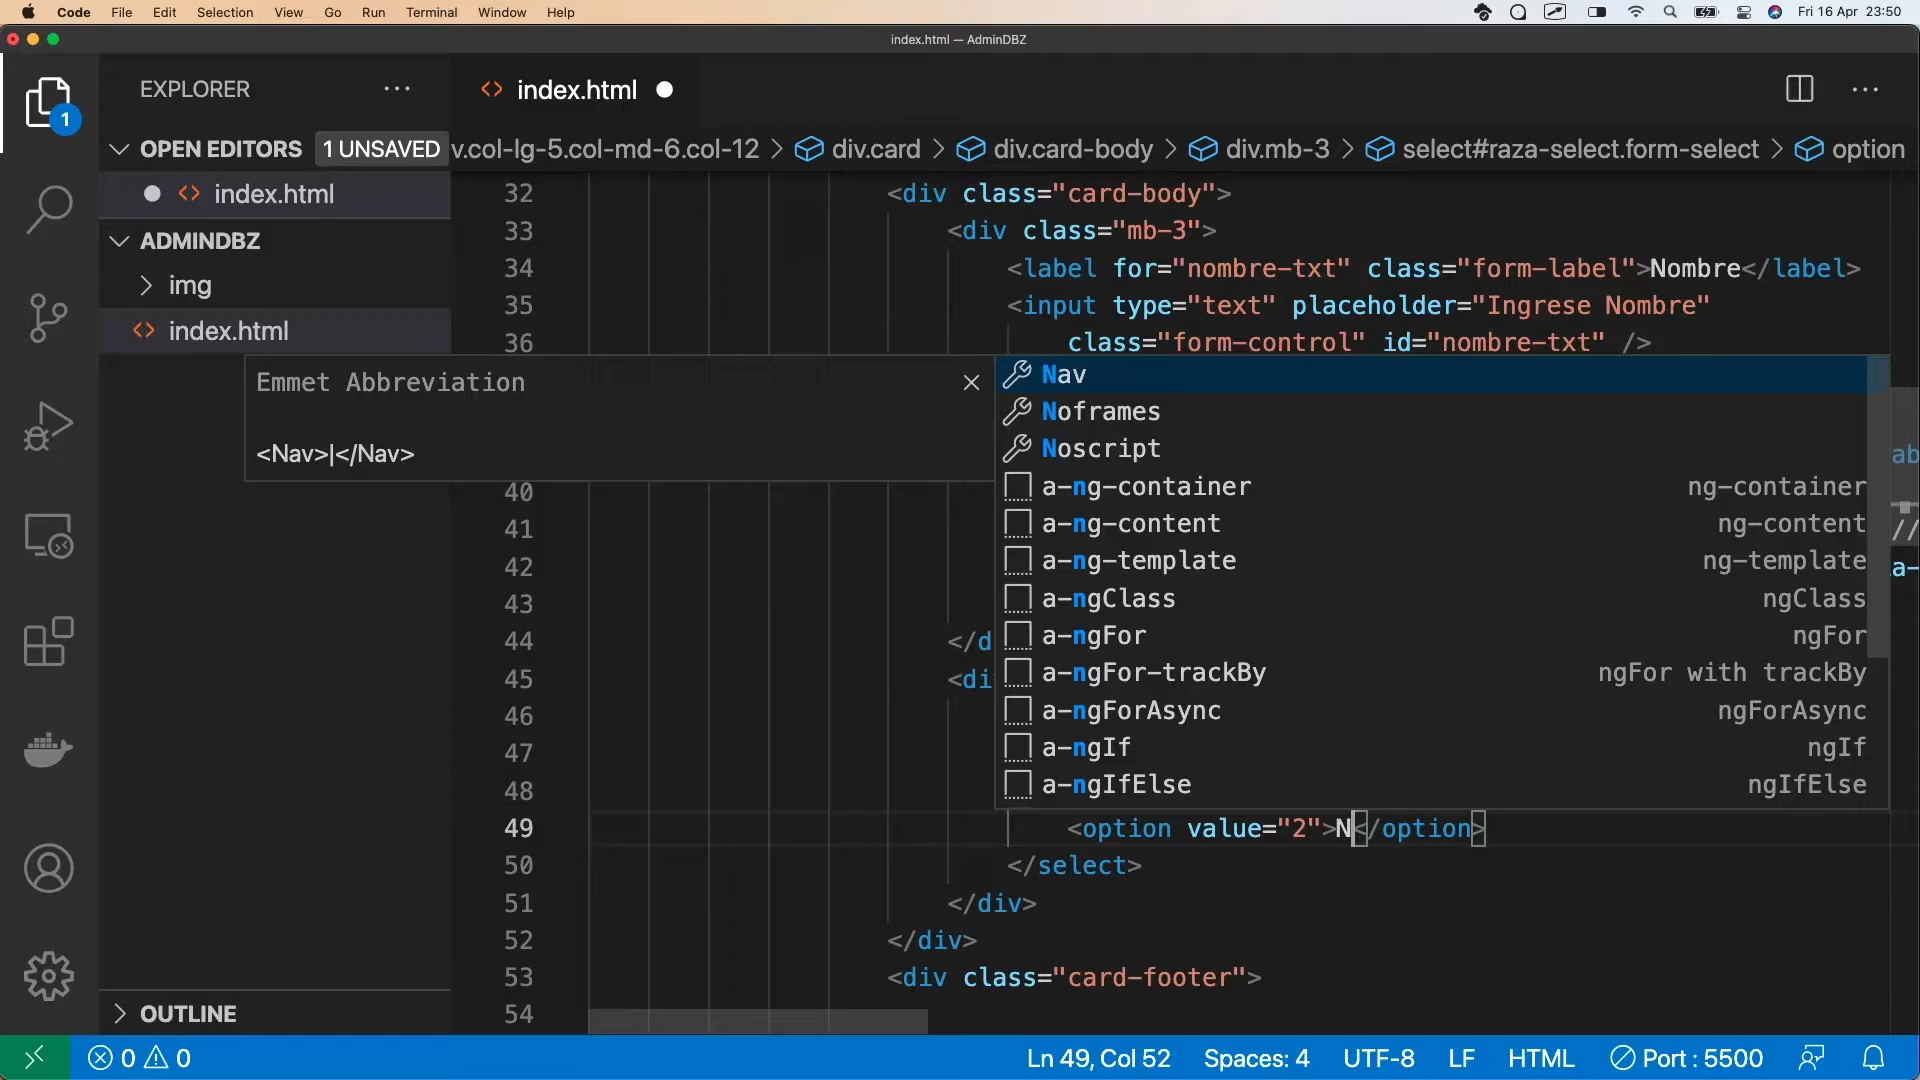 Code File Edit Selection View Go Run Terminal Window Help Fri 16 Apr 23:50
index.html — AdminDBZ
EXPLORER ···
index.html
1
OPEN EDITORS 1 UNSAVED
index.html
ADMINDBZ
img
index.html
OUTLINE
v.col-lg-5.col-md-6.col-12 > div.card > div.card-body > div.mb-3 > select#raza-select.form-select > option
32 <div class="card-body">
33 <div class="mb-3">
34 <label for="nombre-txt" class="form-label">Nombre</label>
35 <input type="text" placeholder="Ingrese Nombre"
36 class="form-control" id="nombre-txt" />
Emmet Abbreviation
<Nav>|</Nav>
Nav
Noframes
Noscript
a-ng-container ng-container
a-ng-content ng-content
a-ng-template ng-template
a-ngClass ngClass
a-ngFor ngFor
a-ngFor-trackBy ngFor with trackBy
a-ngForAsync ngForAsync
a-ngIf ngIf
a-ngIfElse ngIfElse
ab
//
a-
40
41
42
43
44 </d
45 <di
46
47
48
49 <option value="2">N</option>
50 </select>
51 </div>
52 </div>
53 <div class="card-footer">
54
0 0 Ln 49, Col 52 Spaces: 4 UTF-8 LF HTML Port : 5500